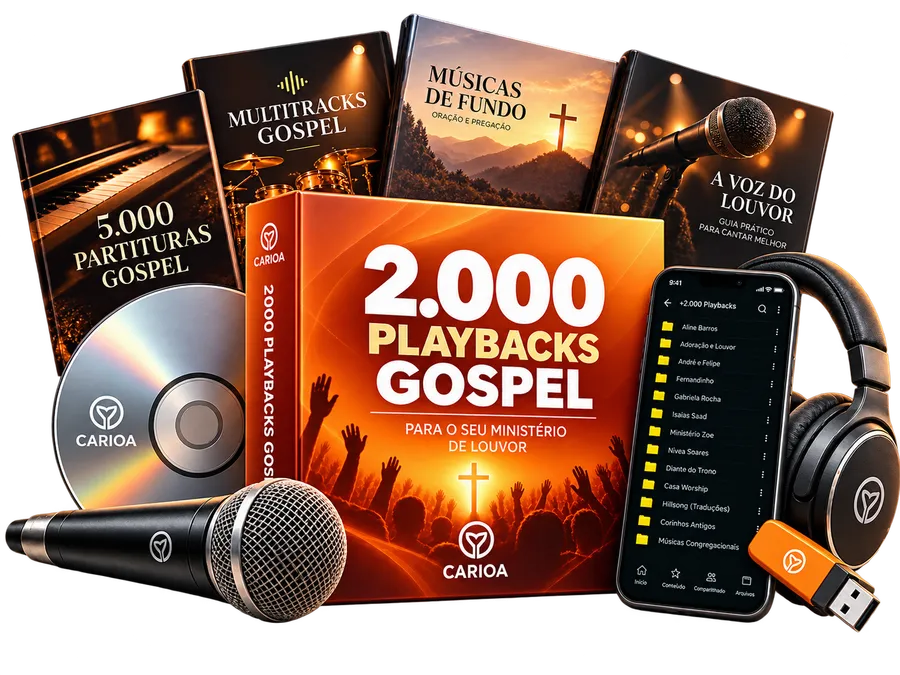 5.000
PARTITURAS
GOSPEL
MULTITRACKS
GOSPEL
MÚSICAS
DE FUNDO
ORAÇÃO E PREGAÇÃO
A VOZ DO
LOUVOR
GUIA PRÁTICO
PARA CANTAR MELHOR
CARIOA
CARIOA
2000 PLAYBACKS GOS
2.000
PLAYBACKS
GOSPEL
PARA O SEU MINISTÉRIO
DE LOUVOR
CARIOA
9:41
+2.000 Playbacks
Aline Barros
Adoração e Louvor
André e Felipe
Fernandinho
Gabriela Rocha
Isaias Saad
Ministério Zoe
Nívea Soares
Diante do Trono
Casa Worship
Hillsong (Traduções)
Corinhos Antigos
Músicas Congregacionais
Início
Conteúdo
Compartilhado
Arquivos